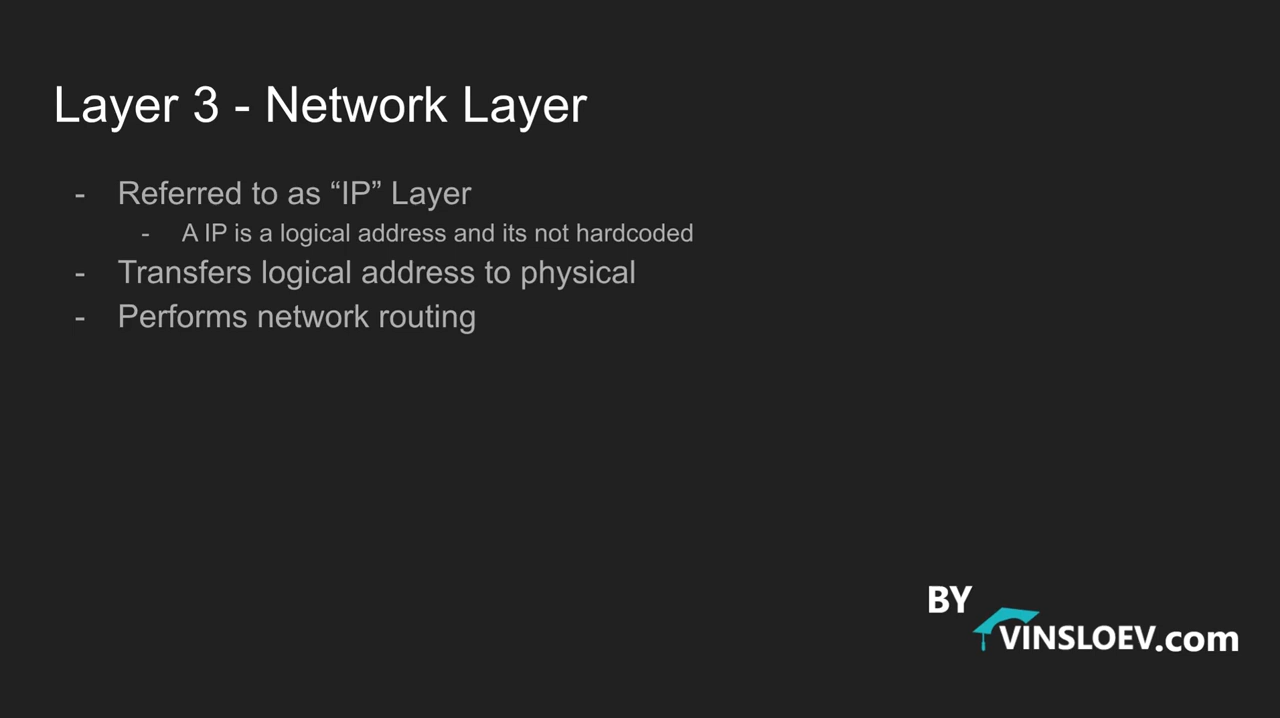 Layer 3 - Network Layer
- Referred to as “IP” Layer
- A IP is a logical address and its not hardcoded
- Transfers logical address to physical
- Performs network routing
BY
VINSLOEV.com